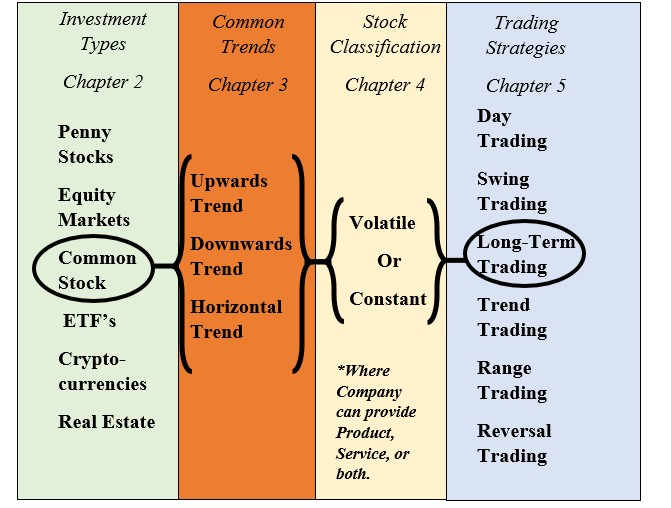 Investment
Types
Chapter 2
Penny
Stocks
Equity
Markets
Common
Stock
ETF’s
Crypto-
currencies
Real Estate
Common
Trends
Chapter 3
Upwards
Trend
Downwards
Trend
Horizontal
Trend
Stock
Classification
Chapter 4
Volatile
Or
Constant
*Where
Company
can provide
Product,
Service, or
both.
Trading
Strategies
Chapter 5
Day
Trading
Swing
Trading
Long-Term
Trading
Trend
Trading
Range
Trading
Reversal
Trading